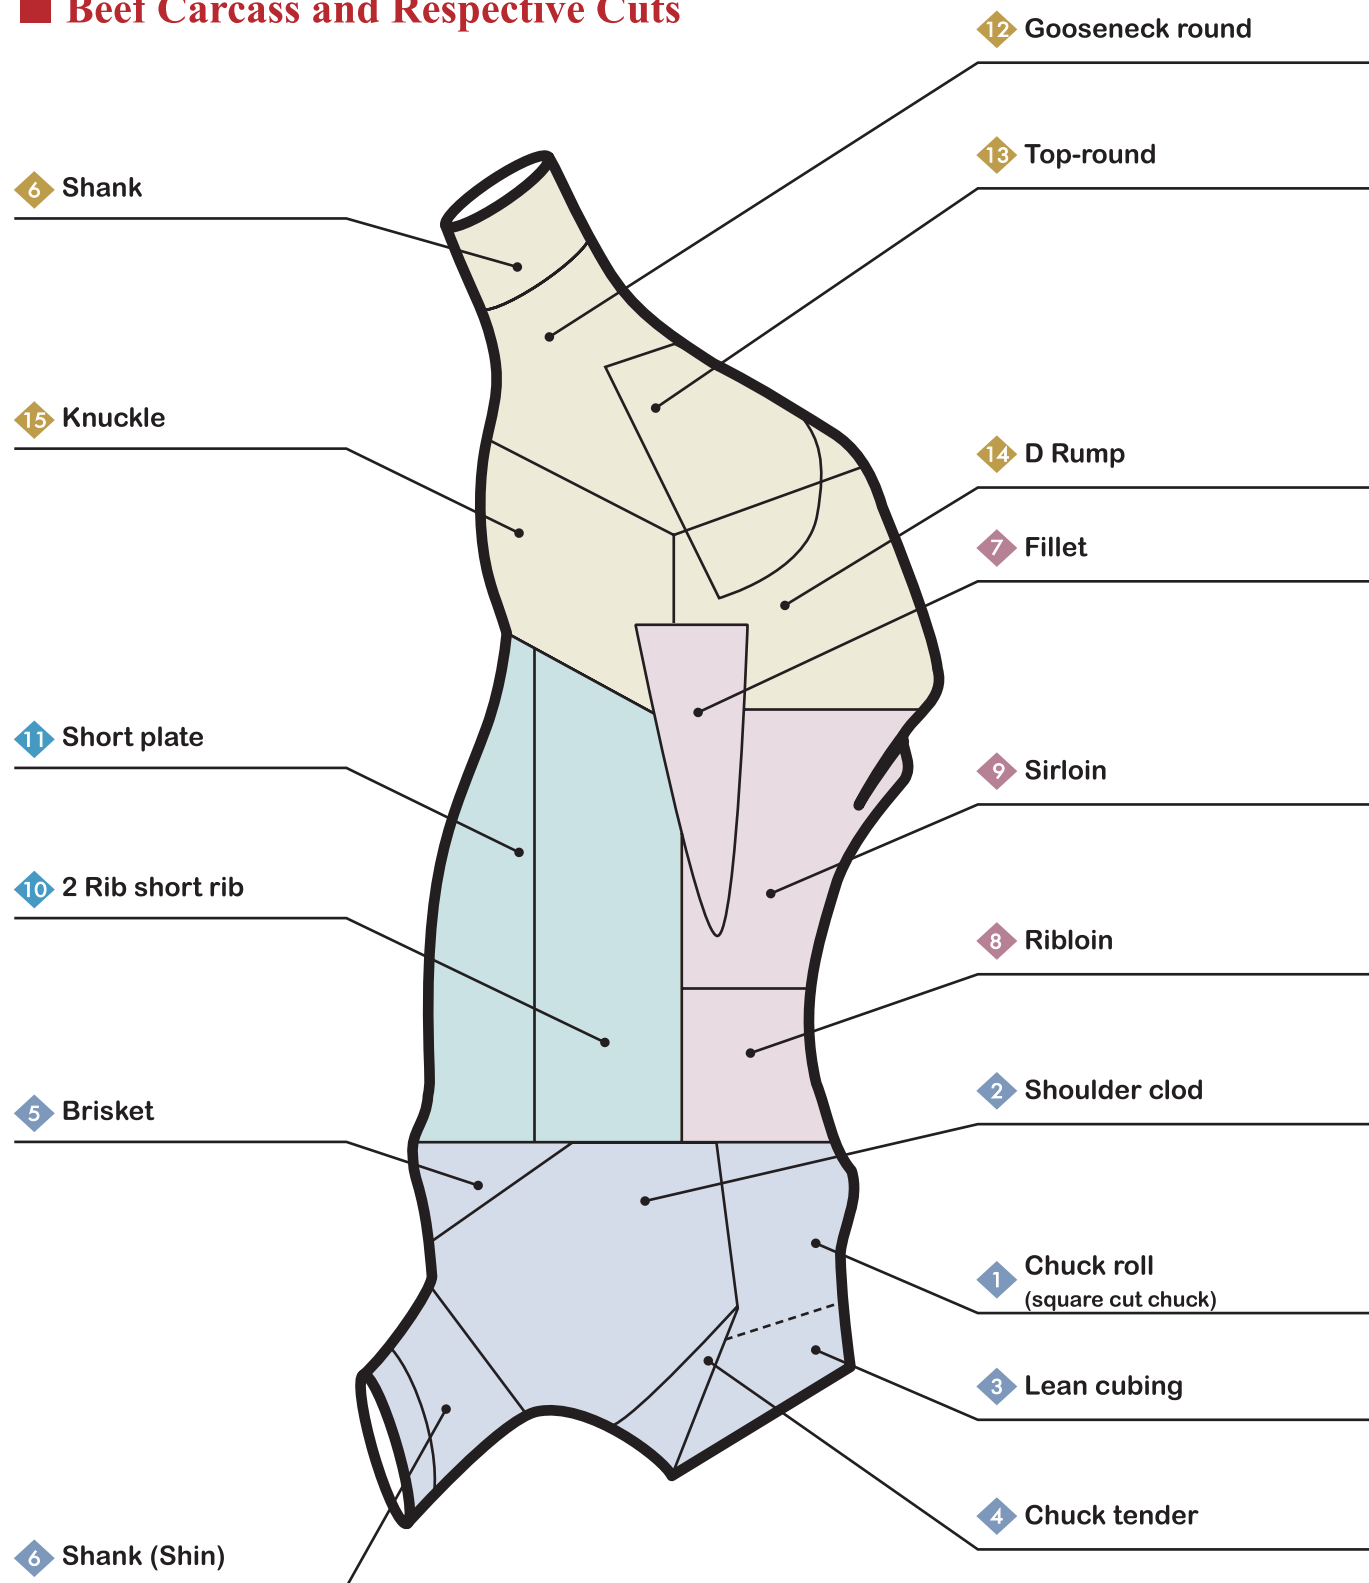 Beef Carcass and Respective Cuts
12 Gooseneck round
13 Top-round
6 Shank
15 Knuckle
14 D Rump
7 Fillet
11 Short plate
9 Sirloin
10 2 Rib short rib
8 Ribloin
2 Shoulder clod
5 Brisket
1 Chuck roll
(square cut chuck)
3 Lean cubing
4 Chuck tender
6 Shank (Shin)